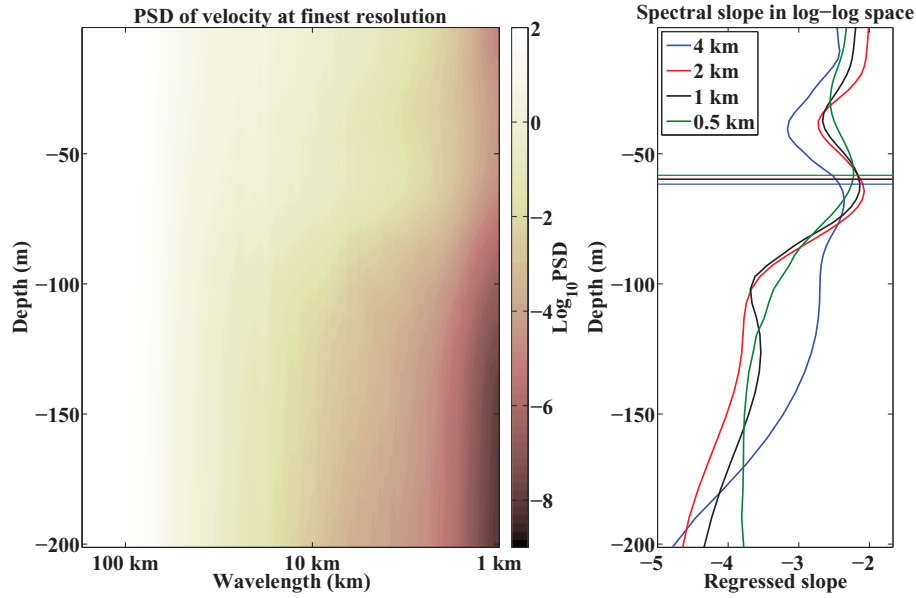 PSD of velocity at finest resolution
Depth (m)
−50
−100
−150
−200
100 km
10 km
1 km
Wavelength (km)
2
0
−2
−4
−6
−8
Log10PSD
Spectral slope in log−log space
4 km
2 km
1 km
0.5 km
Depth (m)
−50
−100
−150
−200
−5
−4
−3
−2
Regressed slope